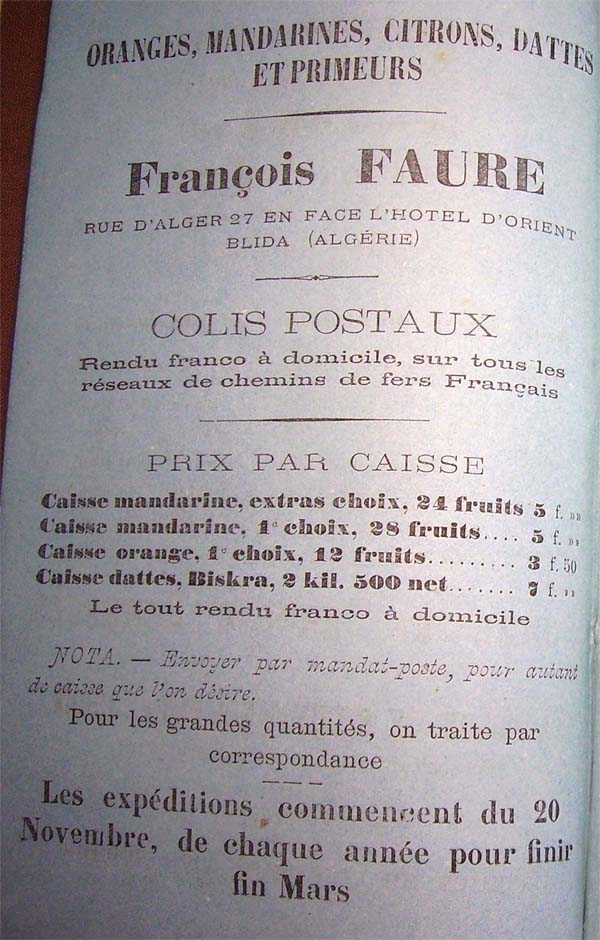 ORANGES, MANDARINES, CITRONS, DATTES
ET PRIMEURS
François FAURE
RUE D'ALGER 27 EN FACE L'HOTEL D'ORIENT
BLIDA (ALGÉRIE)
COLIS POSTAUX
Rendu franco à domicile, sur tous les
réseaux de chemins de fers Français
PRIX PAR CAISSE
Caisse mandarine, extras choix, 24 fruits 5 f. »»
Caisse mandarine, 1e choix, 28 fruits.... 5 f. »»
Caisse orange, 1e choix, 12 fruits......... 3 f. 50
Caisse dattes, Biskra, 2 kil. 500 net....... 7 f. »»
Le tout rendu franco à domicile
NOTA. — Envoyer par mandat-poste, pour autant
de caisse que l'on désire.
Pour les grandes quantités, on traite par
correspondance
Les expéditions commencent du 20
Novembre, de chaque année pour finir
fin Mars